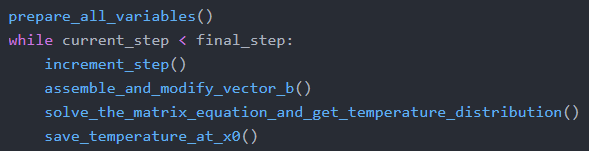 prepare_all_variables()
while current_step < final_step:
    increment_step()
    assemble_and_modify_vector_b()
    solve_the_matrix_equation_and_get_temperature_distribution()
    save_temperature_at_x0()